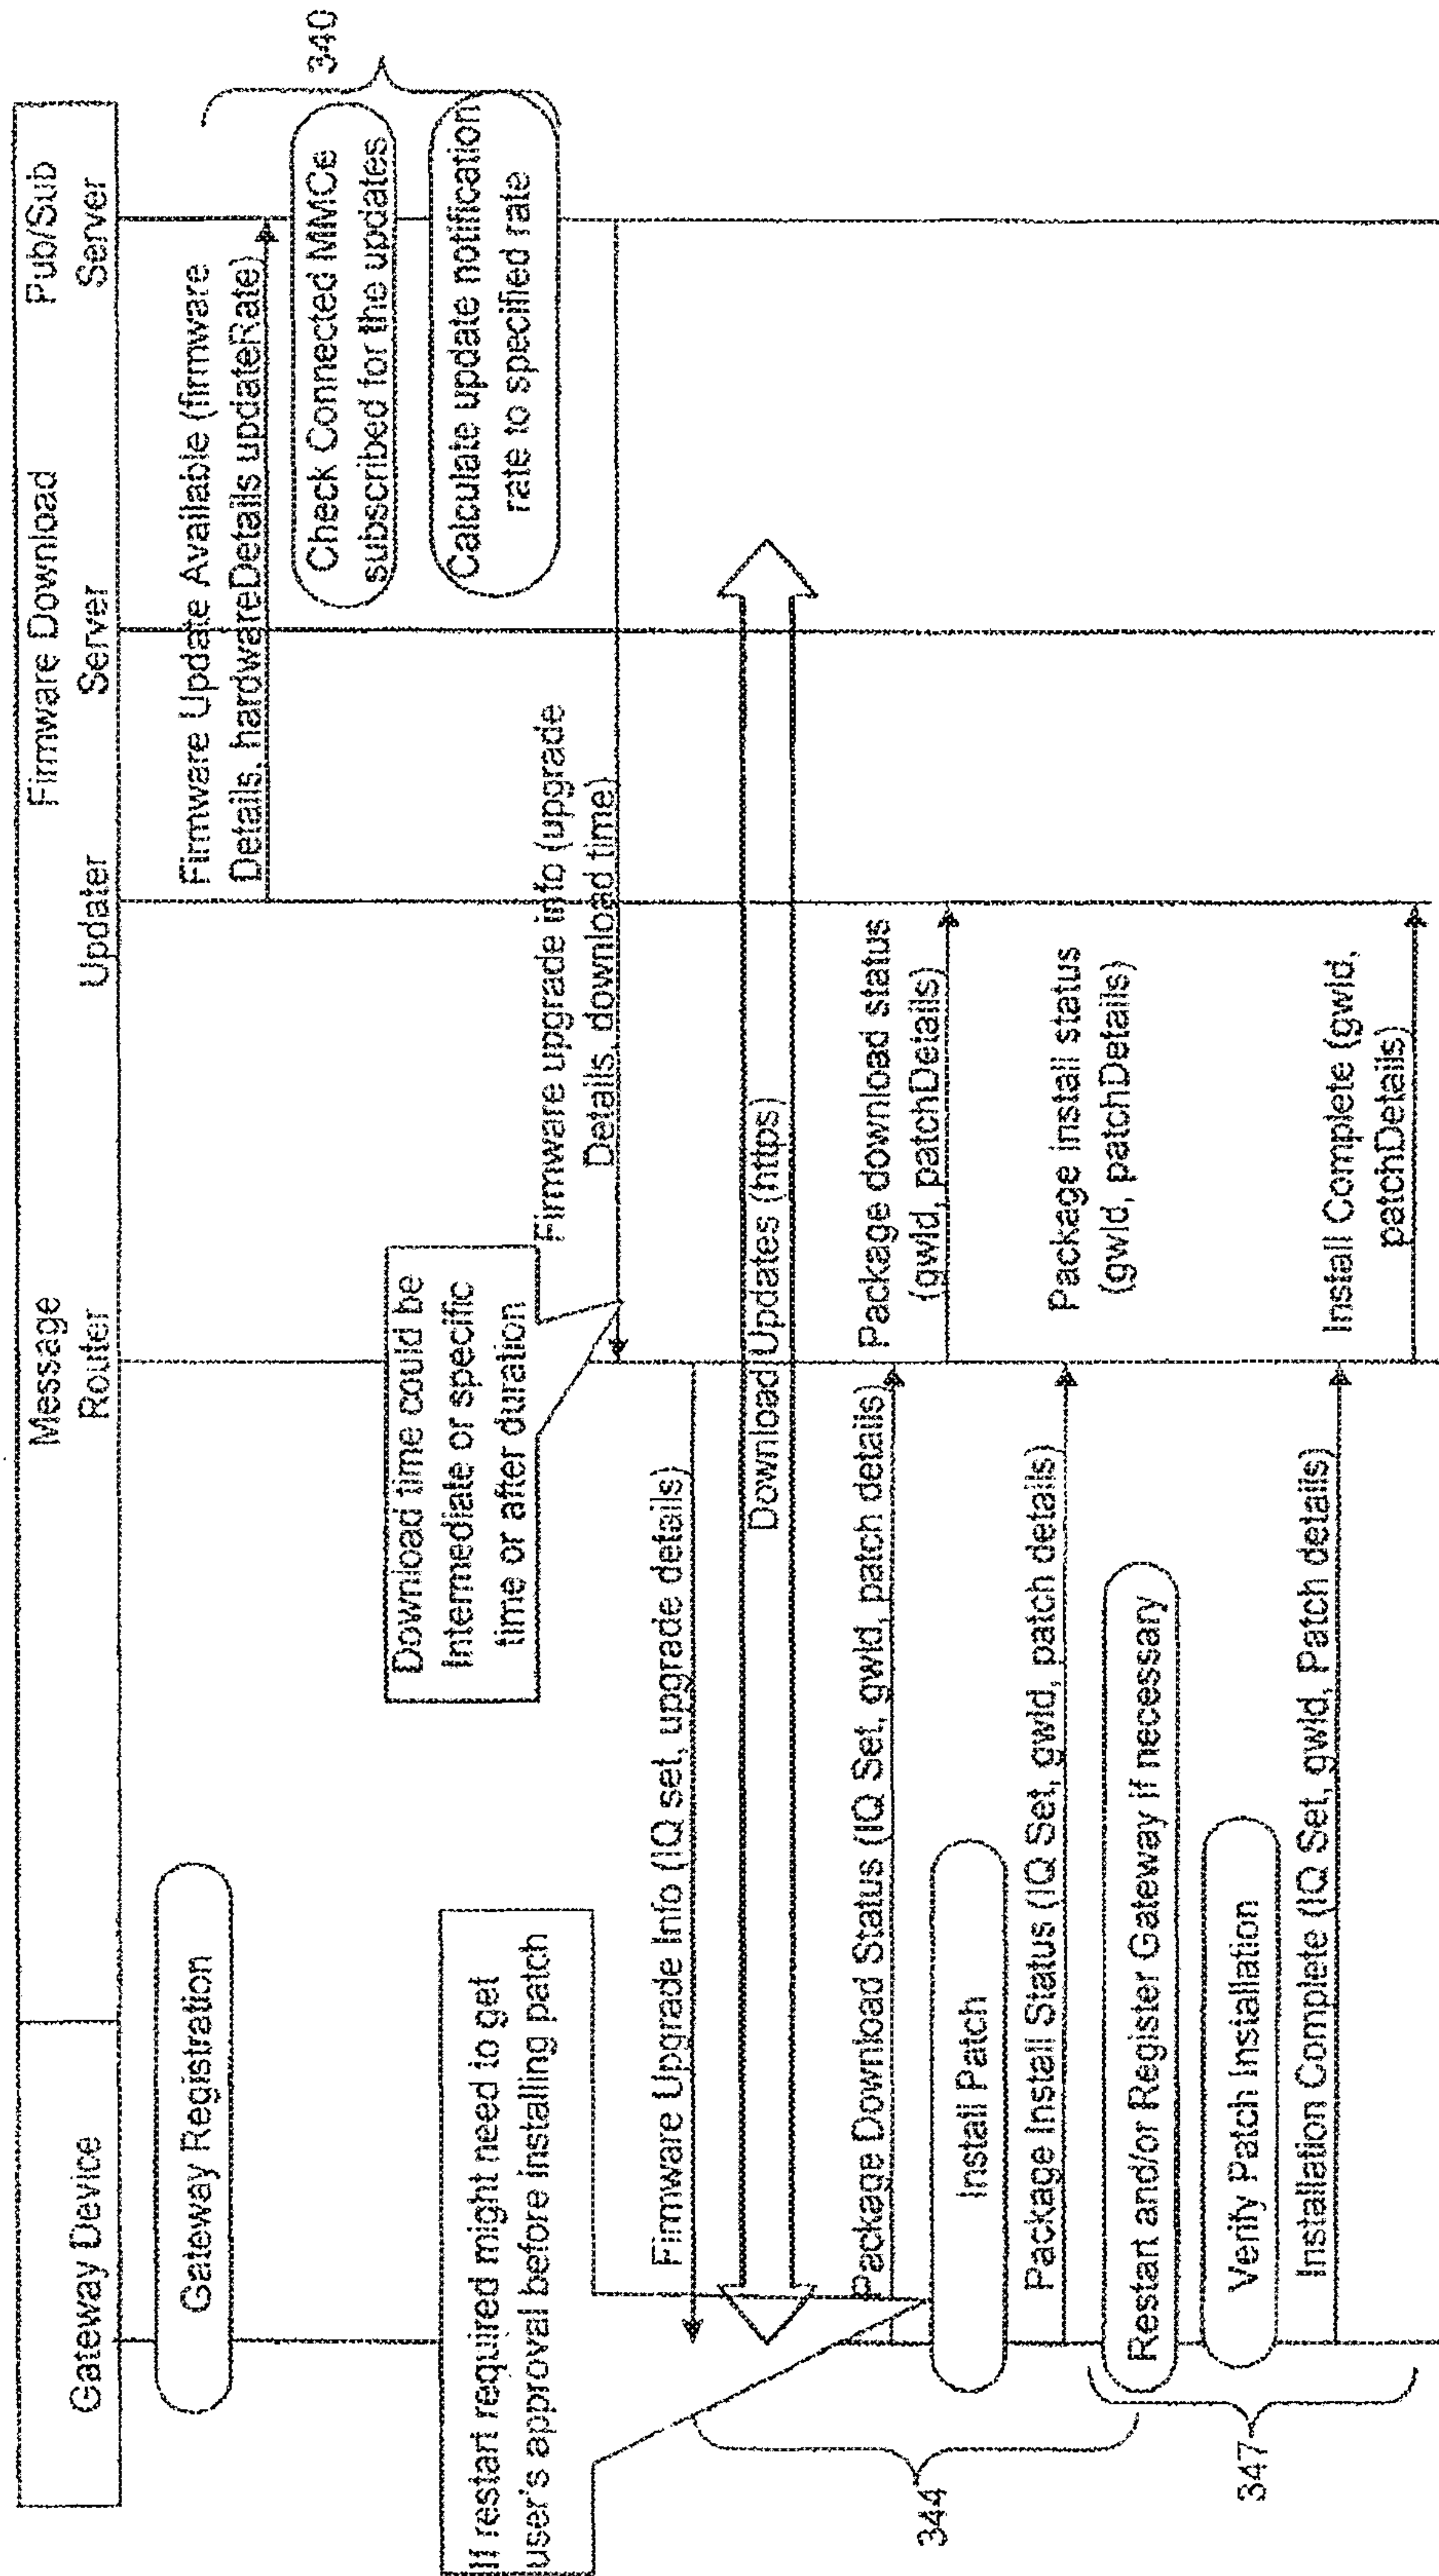 Gateway Device
Message
Router
Updater
Firmware Download
Server
Pub/Sub
Server
Gateway Registration
Firmware Update Available (firmware
Details, hardwareDetails updateRate)
340
Check Connected MMCe
subscribed for the updates
Calculate update notification
rate to specified rate
Download time could be
Intermediate or specific
time or after duration
If restart required might need to get
user's approval before installing patch
Firmware upgrade info (upgrade
Details, download time)
Firmware Upgrade Info (IQ set, upgrade details)
Download Updates (https)
Package Download Status (IQ Set, gwId, patch details)
Package download status
(gwId, patchDetails)
344
Install Patch
Package Install Status (IQ Set, gwId, patch details)
Package install status
(gwId, patchDetails)
Restart and/or Register Gateway if necessary
347
Verify Patch Installation
Installation Complete (IQ Set, gwId, Patch details)
Install Complete (gwId,
patchDetails)